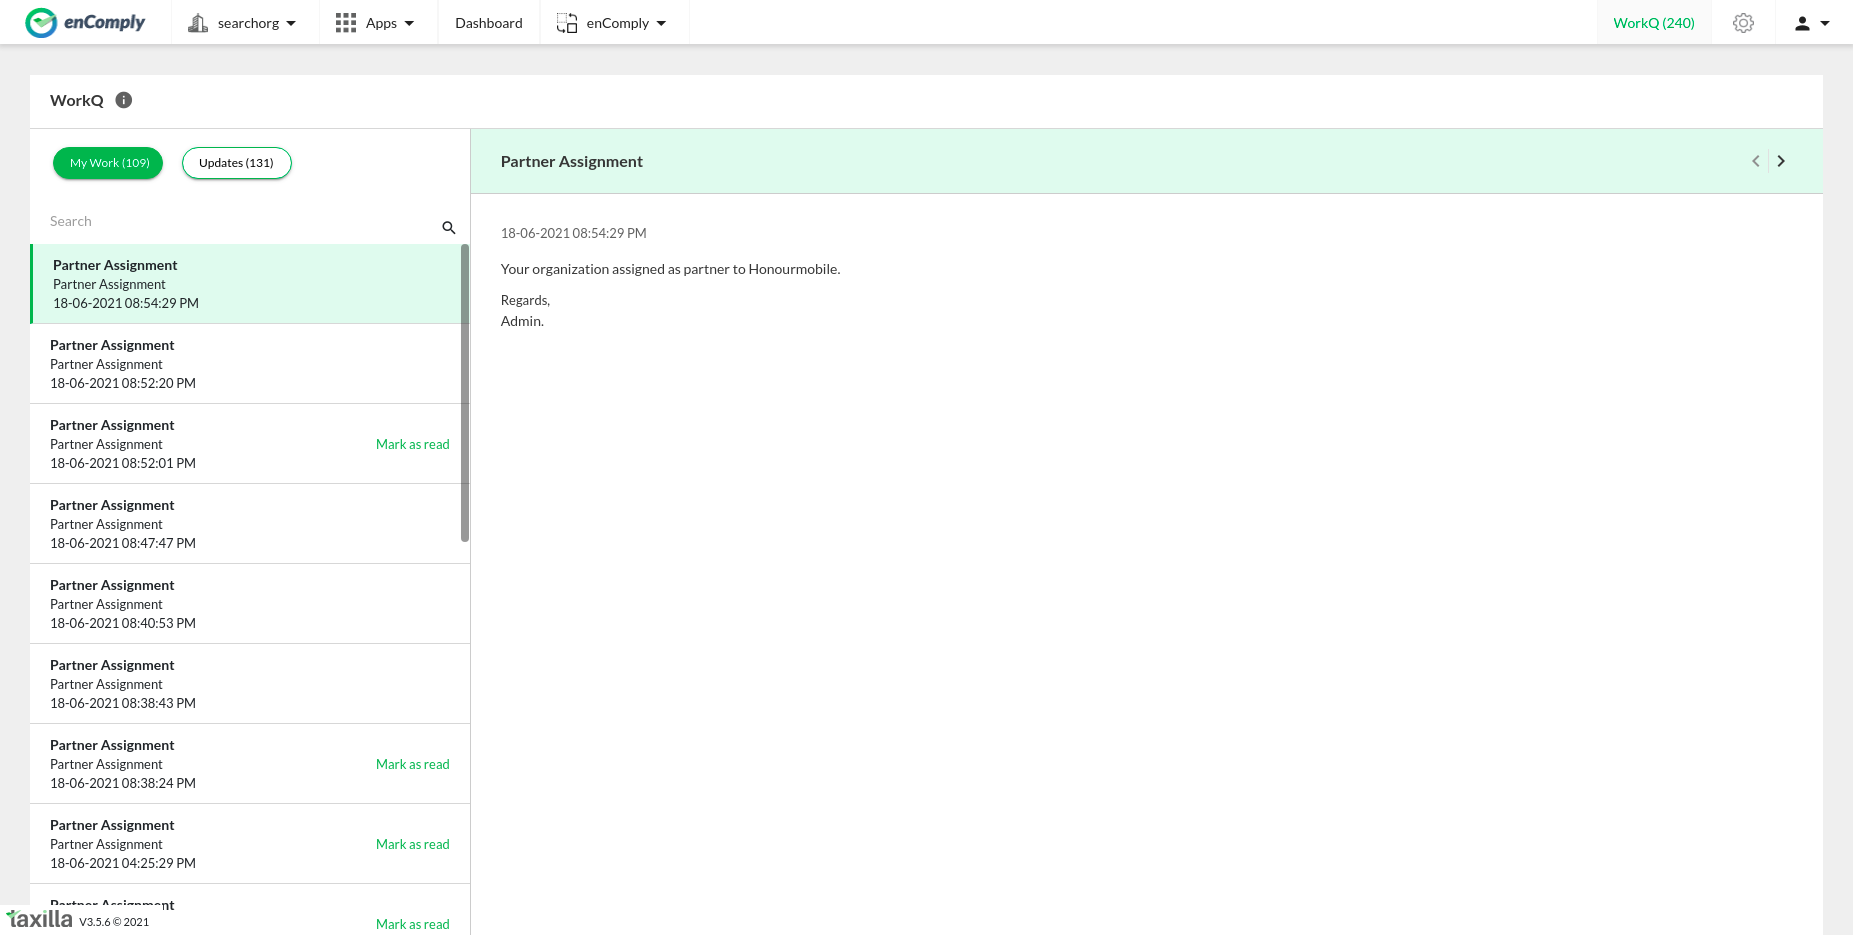 enComply
searchorg
Apps
Dashboard
enComply
WorkQ (240)
WorkQ
My Work (109)
Updates (131)
Search
Partner Assignment
Partner Assignment
18-06-2021 08:54:29 PM
Partner Assignment
Partner Assignment
18-06-2021 08:52:20 PM
Partner Assignment
Partner Assignment
Mark as read
18-06-2021 08:52:01 PM
Partner Assignment
Partner Assignment
18-06-2021 08:47:47 PM
Partner Assignment
Partner Assignment
18-06-2021 08:40:53 PM
Partner Assignment
Partner Assignment
18-06-2021 08:38:43 PM
Partner Assignment
Partner Assignment
Mark as read
18-06-2021 08:38:24 PM
Partner Assignment
Partner Assignment
Mark as read
18-06-2021 04:25:29 PM
Partner Assignment
Mark as read
taxilla V3.5.6 © 2021
Partner Assignment
18-06-2021 08:54:29 PM
Your organization assigned as partner to Honourmobile.
Regards,
Admin.